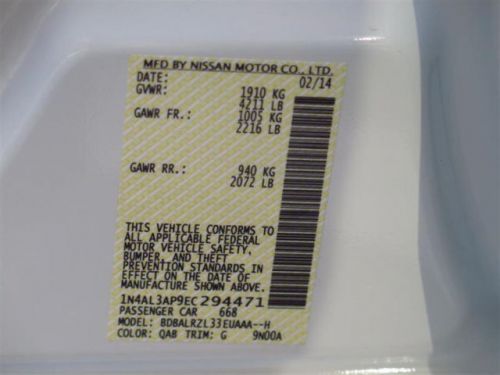 MFD BY NISSAN MOTOR CO., LTD.
DATE: 02/14
GVWR: 1910 KG
4211 LB
GAWR FR.: 1005 KG
2216 LB
GAWR RR.: 940 KG
2072 LB
THIS VEHICLE CONFORMS TO
ALL APPLICABLE FEDERAL
MOTOR VEHICLE SAFETY,
BUMPER, AND THEFT
PREVENTION STANDARDS IN
EFFECT ON THE DATE OF
MANUFACTURE SHOWN ABOVE.
1N4AL3AP9EC294471
PASSENGER CAR 668
MODEL: BDBALRZL33EUAAA--H
COLOR: QAB TRIM: G 9N00A